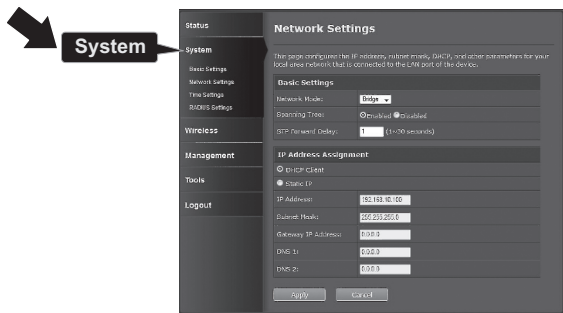 System
Status
System
Basic Settings
Network Settings
Time Settings
RADIUS Settings
Wireless
Management
Tools
Logout
Network Settings
This page configures the IP address, subnet mask, DHCP, and other parameters for your
local area network that is connected to the LAN port of the device.
Basic Settings
Network Mode: Bridge
Spanning Tree: Enabled Disabled
STP Forward Delay: 1 (1~30 seconds)
IP Address Assignment
DHCP Client
Static IP
IP Address: 192.168.10.100
Subnet Mask: 255.255.255.0
Gateway IP Address: 0.0.0.0
DNS 1: 0.0.0.0
DNS 2: 0.0.0.0
Apply Cancel